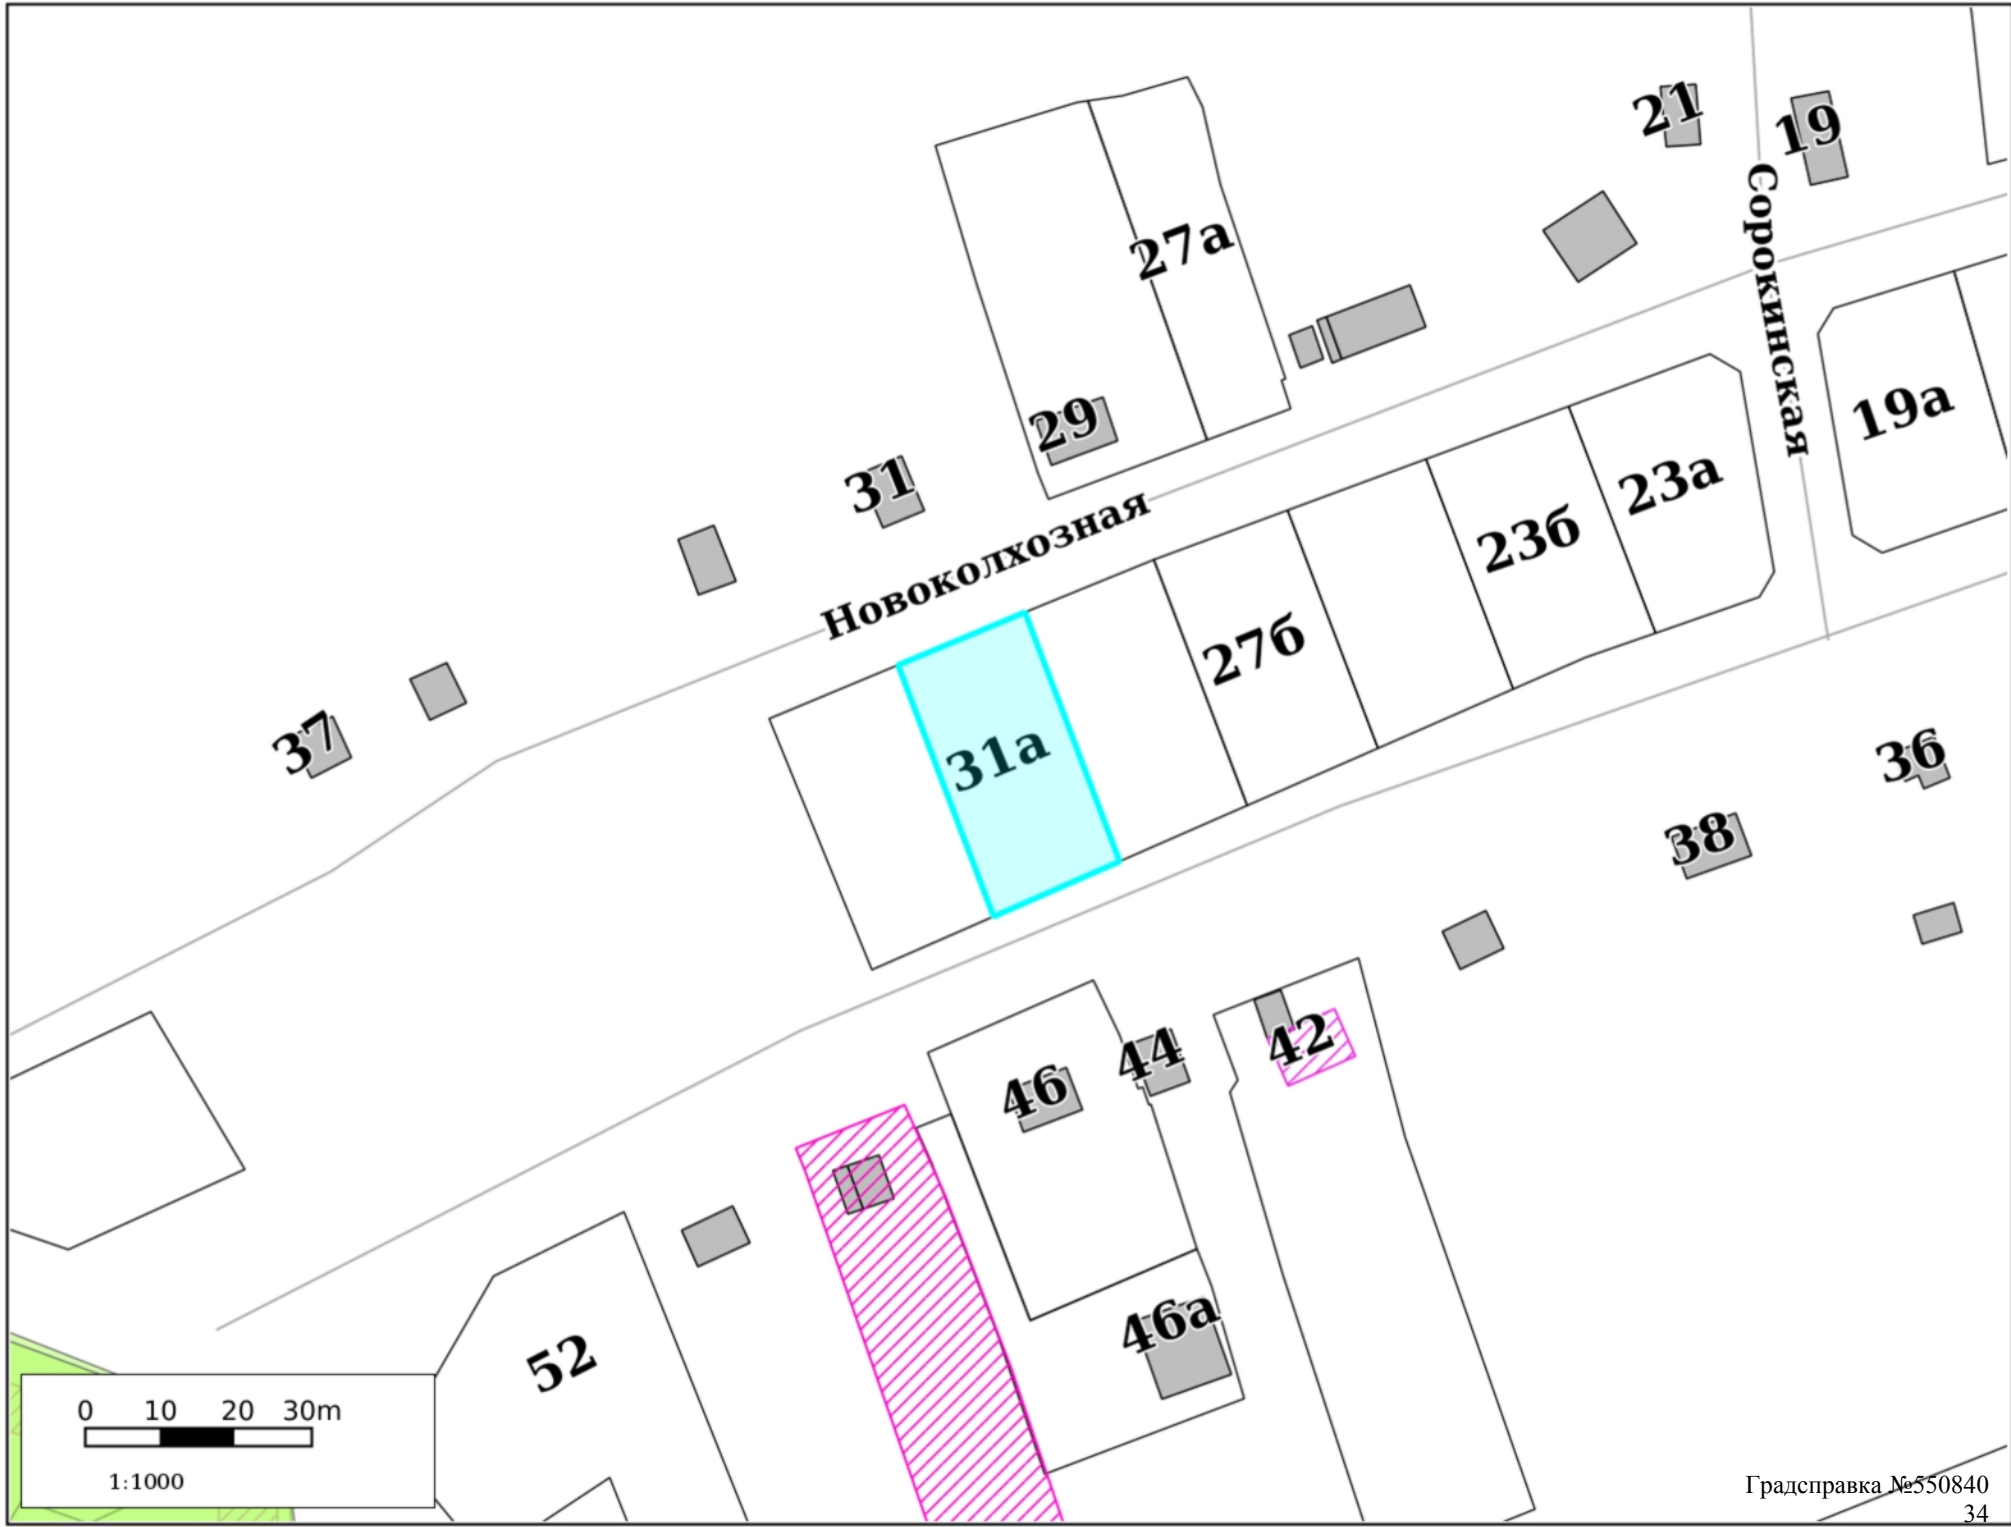 21
19
27а
Сорокинская
19а
29
31
23а
23б
Новоколхозная
27б
37
31а
36
38
42
44
46
46а
52
0 10 20 30m
1:1000
Градсправка №550840
34